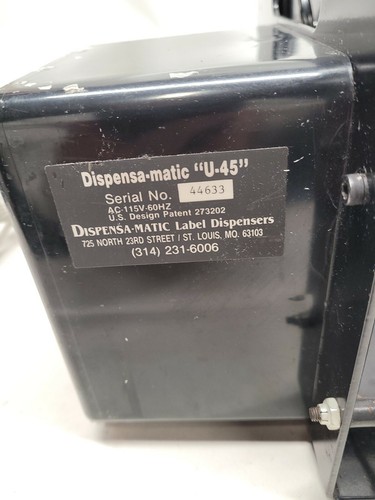 Dispensa-matic "U-45"
Serial No. 44633
AC-115V-60HZ
U.S. Design Patent 273202
DISPENSA-MATIC Label Dispensers
725 NORTH 23RD STREET / ST. LOUIS, MO. 63103
(314) 231-6006